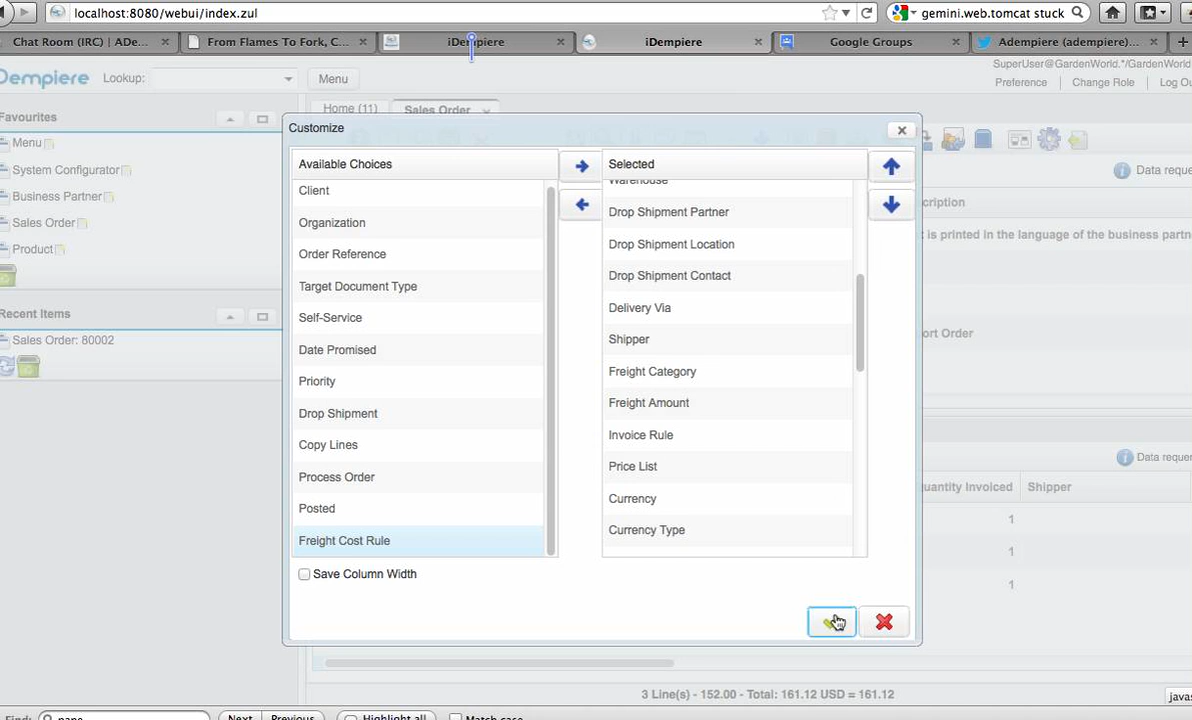 localhost:8080/webui/index.zul
gemini.web.tomcat stuck
Chat Room (IRC) | ADe...
From Flames To Fork, C...
iDempiere
iDempiere
Google Groups
Adempiere (adempiere)...
Dempiere
Lookup:
Menu
SuperUser@GardenWorld.*/GardenWorld
Preference
Change Role
Log Ou
Favourites
Menu
System Configurator
Business Partner
Sales Order
Product
Recent Items
Sales Order: 80002
Home (11)
Sales Order
Customize
Available Choices
Client
Organization
Order Reference
Target Document Type
Self-Service
Date Promised
Priority
Drop Shipment
Copy Lines
Process Order
Posted
Freight Cost Rule
Save Column Width
Selected
Warehouse
Drop Shipment Partner
Drop Shipment Location
Drop Shipment Contact
Delivery Via
Shipper
Freight Category
Freight Amount
Invoice Rule
Price List
Currency
Currency Type
Data reque
cription
t is printed in the language of the business partn
ort Order
Data reque
uantity Invoiced
Shipper
1
1
1
3 Line(s) - 152.00 - Total: 161.12 USD = 161.12
javas
Find:
pane
Next
Previous
Highlight all
Match case